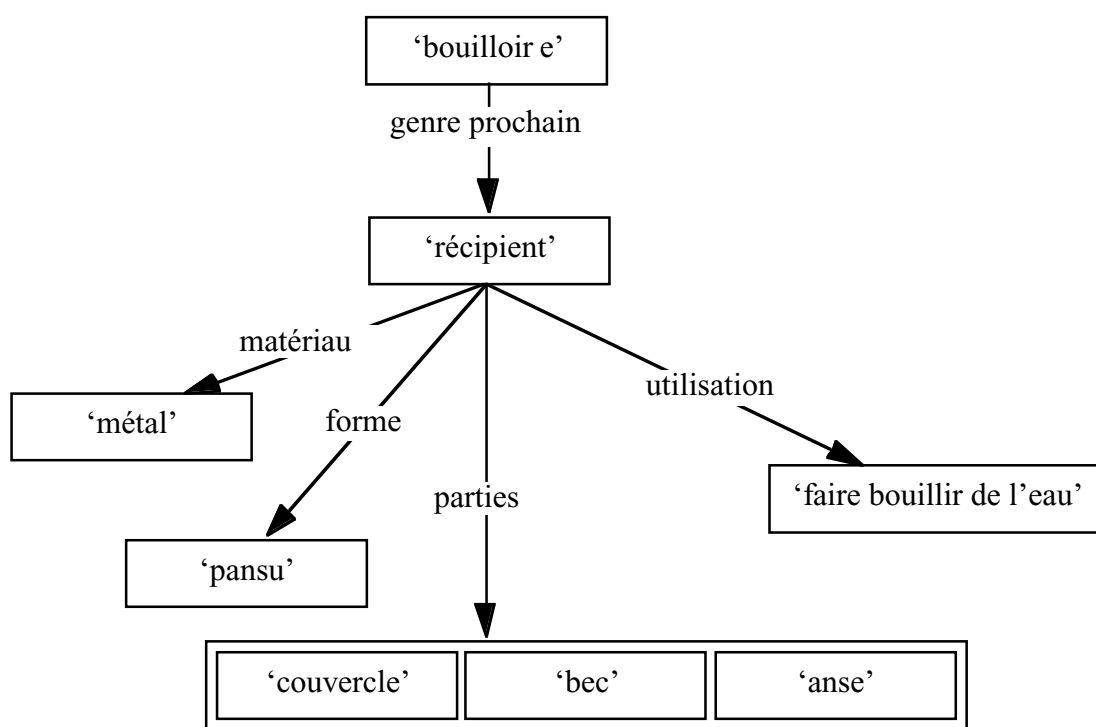 ‘bouilloir e’
genre prochain
‘récipient’
matériau
‘métal’
forme
utilisation
parties
‘faire bouillir de l’eau’
‘pansu’
‘couvercle’
‘bec’
‘anse’